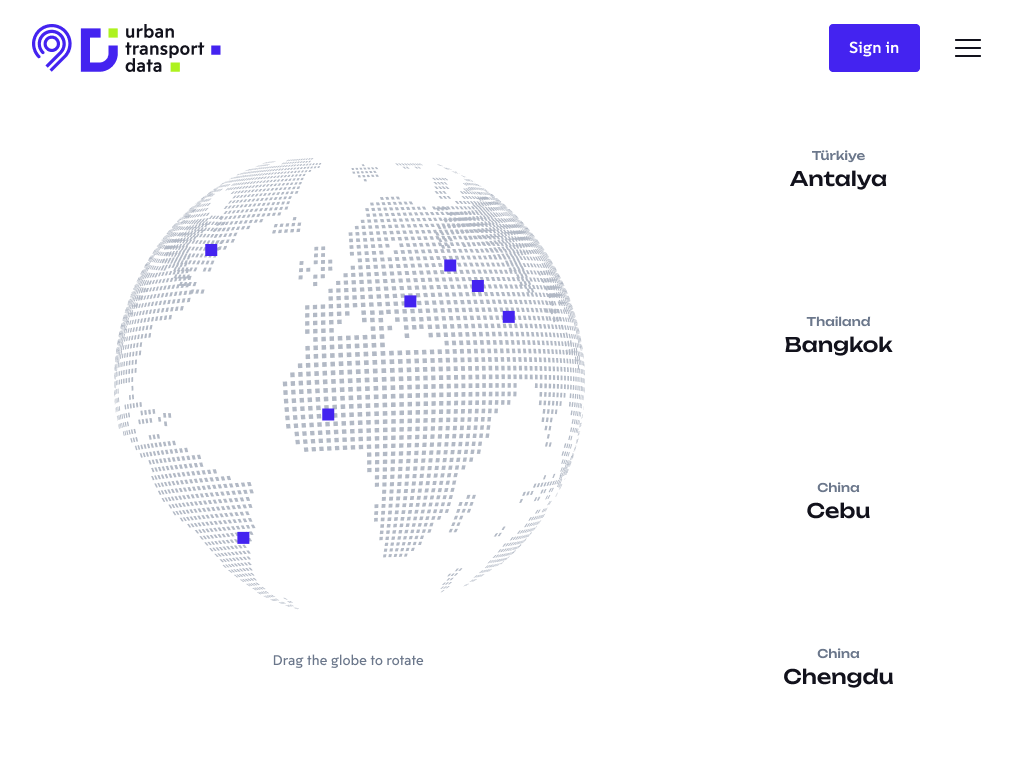 urban
transport
data
Sign in
Türkiye
Antalya
Thailand
Bangkok
China
Cebu
China
Chengdu
Drag the globe to rotate